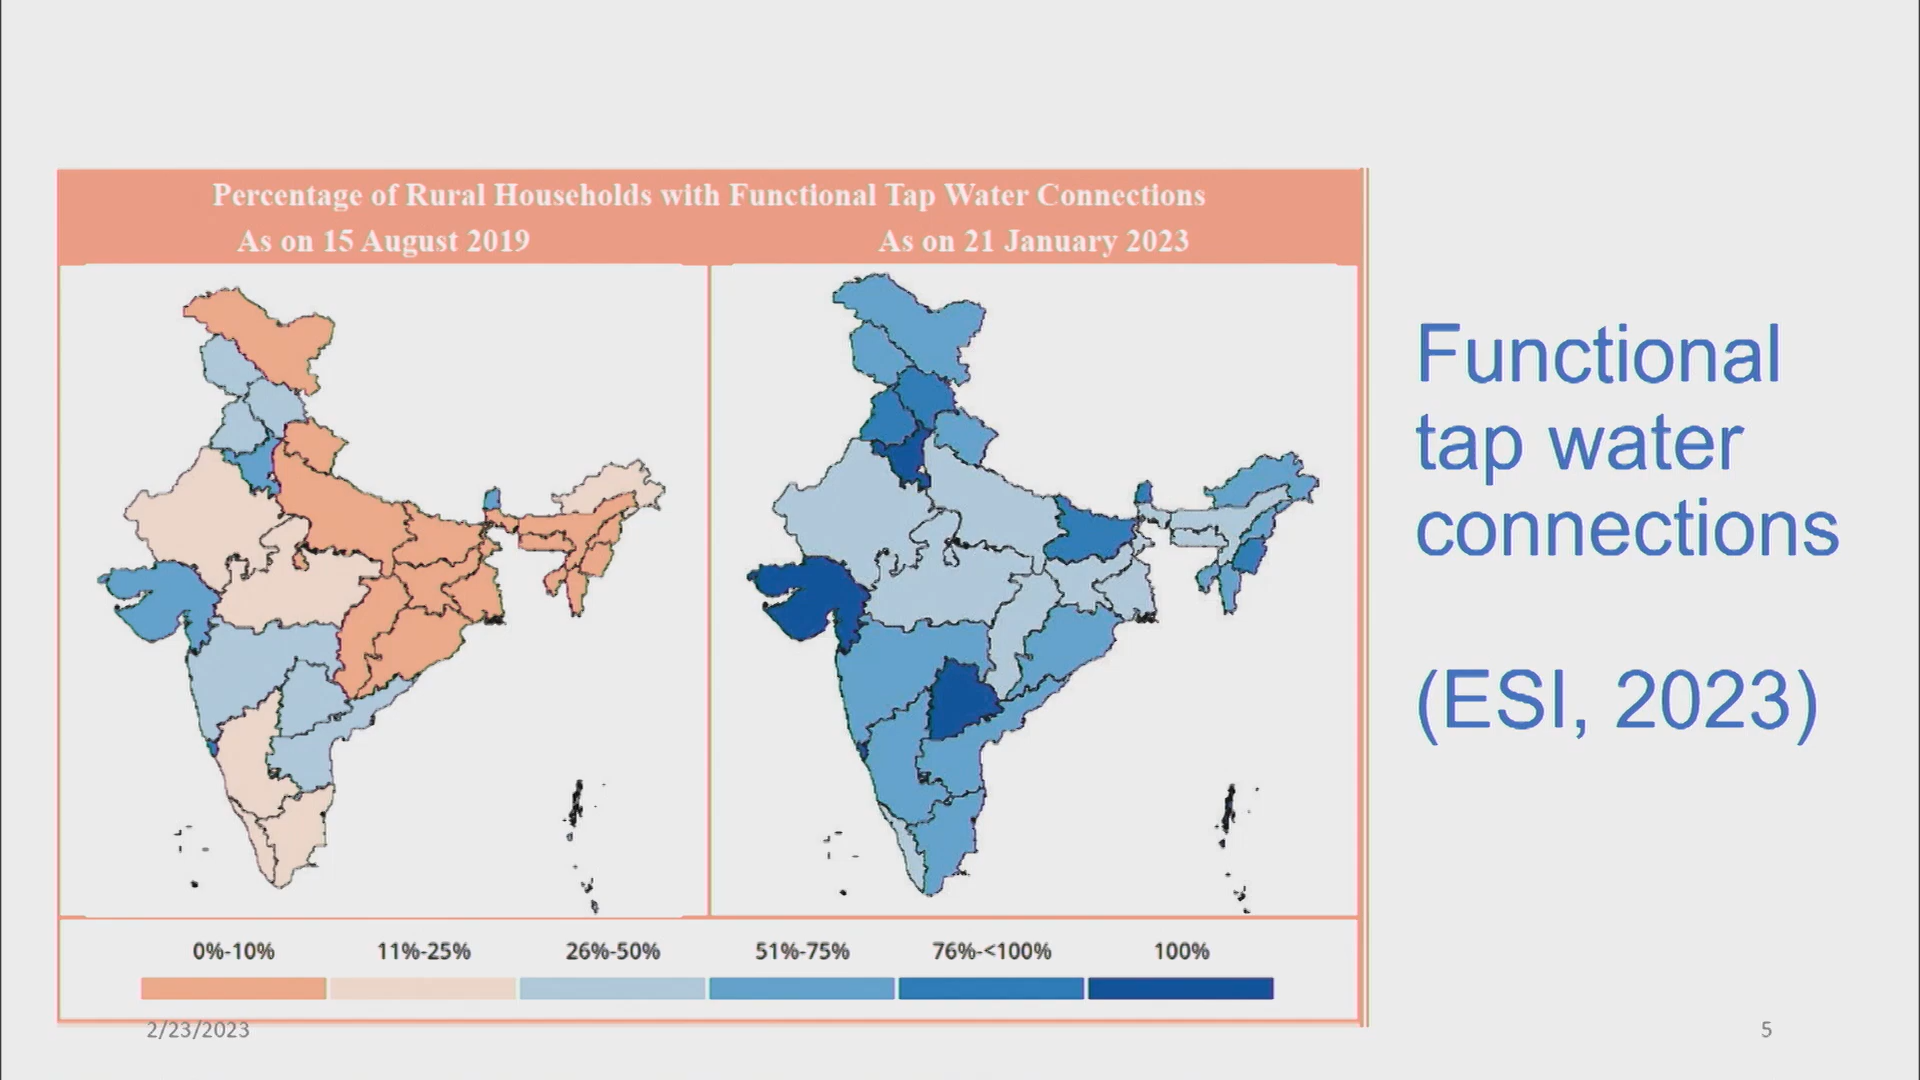 Percentage of Rural Households with Functional Tap Water Connections
As on 15 August 2019
As on 21 January 2023
Functional
tap water
connections
(ESI, 2023)
0%-10%
11%-25%
26%-50%
51%-75%
76%-<100%
100%
2/23/2023
5